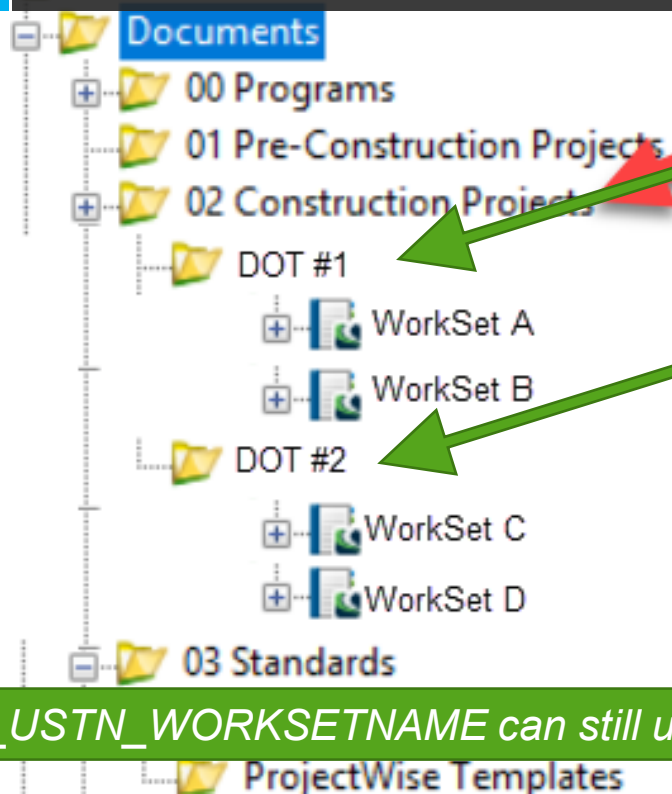 Documents
00 Programs
01 Pre-Construction Projects
02 Construction Projects
DOT #1
WorkSet A
WorkSet B
DOT #2
WorkSet C
WorkSet D
03 Standards
_USTN_WORKSETNAME can still u
ProjectWise Templates